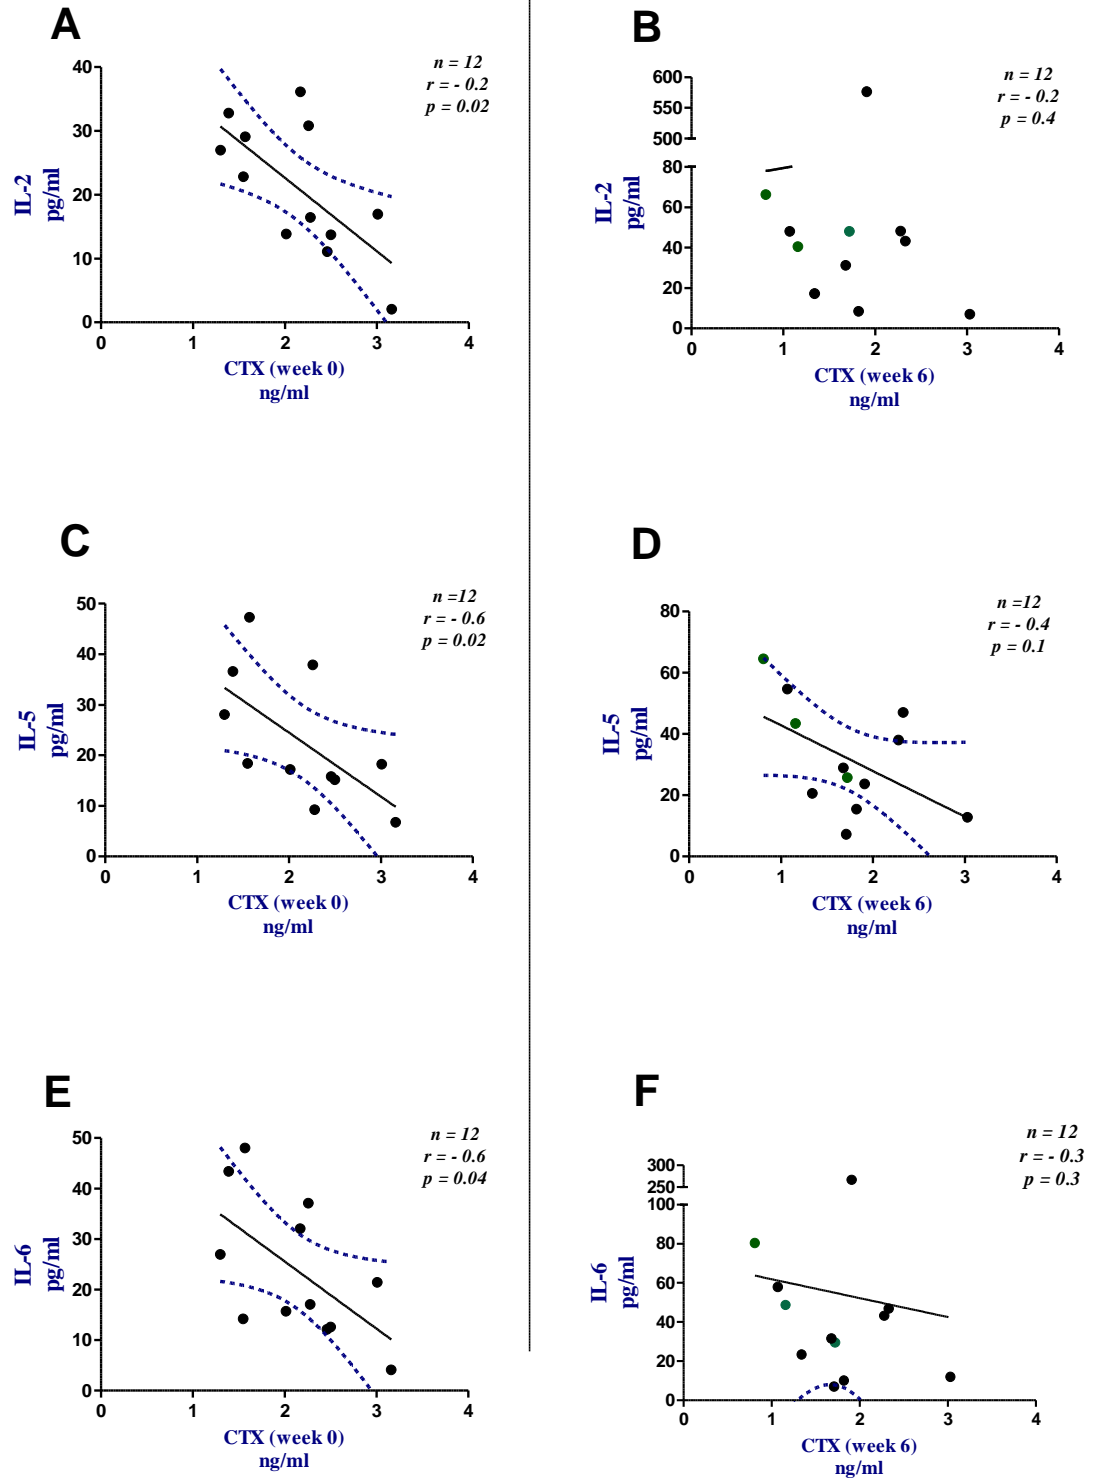 A
n = 12
r = - 0.2
p = 0.02
40
30
20
10
0
IL-2
pg/ml
0 1 2 3 4
CTX (week 0)
ng/ml
B
n = 12
r = - 0.2
p = 0.4
600
550
500
80
60
40
20
0
IL-2
pg/ml
0 1 2 3 4
CTX (week 6)
ng/ml
C
n =12
r = - 0.6
p = 0.02
50
40
30
20
10
0
IL-5
pg/ml
0 1 2 3 4
CTX (week 0)
ng/ml
D
n =12
r = - 0.4
p = 0.1
80
60
40
20
0
IL-5
pg/ml
0 1 2 3 4
CTX (week 6)
ng/ml
E
n = 12
r = - 0.6
p = 0.04
50
40
30
20
10
0
IL-6
pg/ml
0 1 2 3 4
CTX (week 0)
ng/ml
F
n = 12
r = - 0.3
p = 0.3
300
250
100
80
60
40
20
0
IL-6
pg/ml
0 1 2 3 4
CTX (week 6)
ng/ml